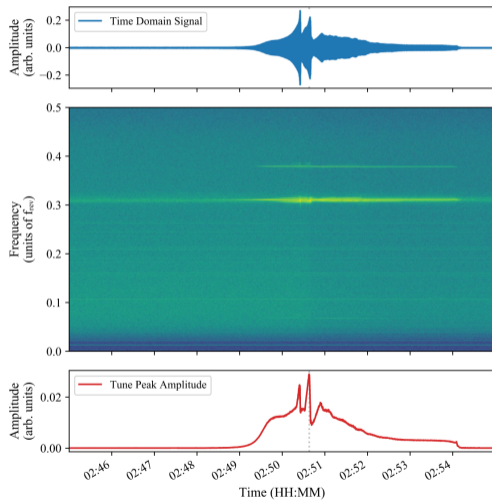 Time Domain Signal
Amplitude
(arb. units)
0.2
0.0
−0.2
Frequency
(units of frev)
0.5
0.4
0.3
0.2
0.1
0.0
Tune Peak Amplitude
Amplitude
(arb. units)
0.02
0.00
02:46 02:47 02:48 02:49 02:50 02:51 02:52 02:53 02:54
Time (HH:MM)